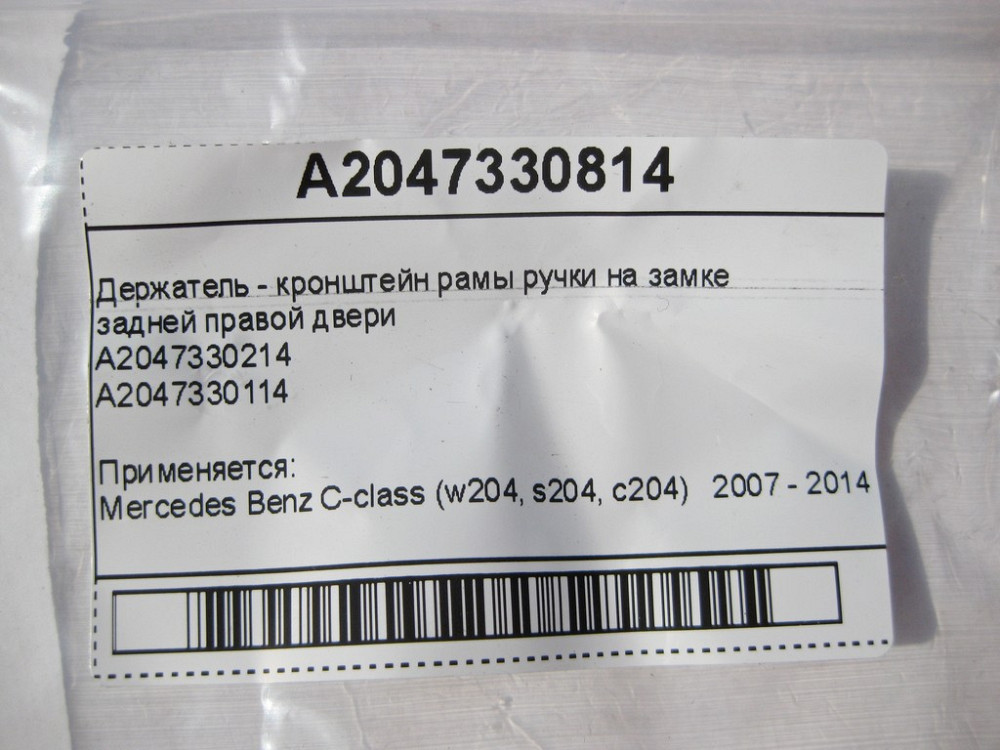 A2047330814
Держатель - кронштейн рамы ручки на замке
задней правой двери
A2047330214
A2047330114
Применяется:
Mercedes Benz C-class (w204, s204, c204) 2007 - 2014